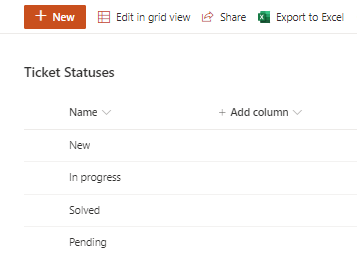 + New Edit in grid view Share Export to Excel
Ticket Statuses
Name + Add column
New
In progress
Solved
Pending